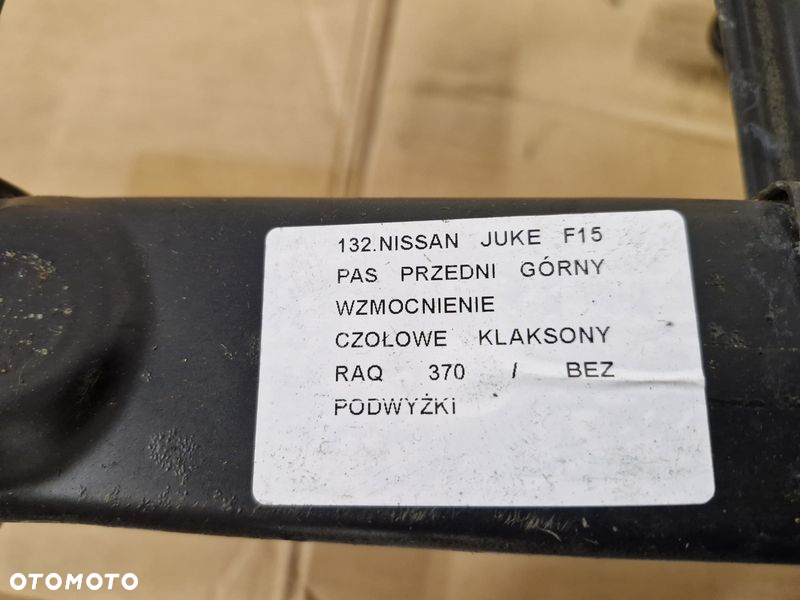 132.NISSAN JUKE F15
PAS PRZEDNI GÓRNY
WZMOCNIENIE
CZOŁOWE KLAKSONY
RAQ 370 / BEZ
PODWYŻKI
OTOMOTO